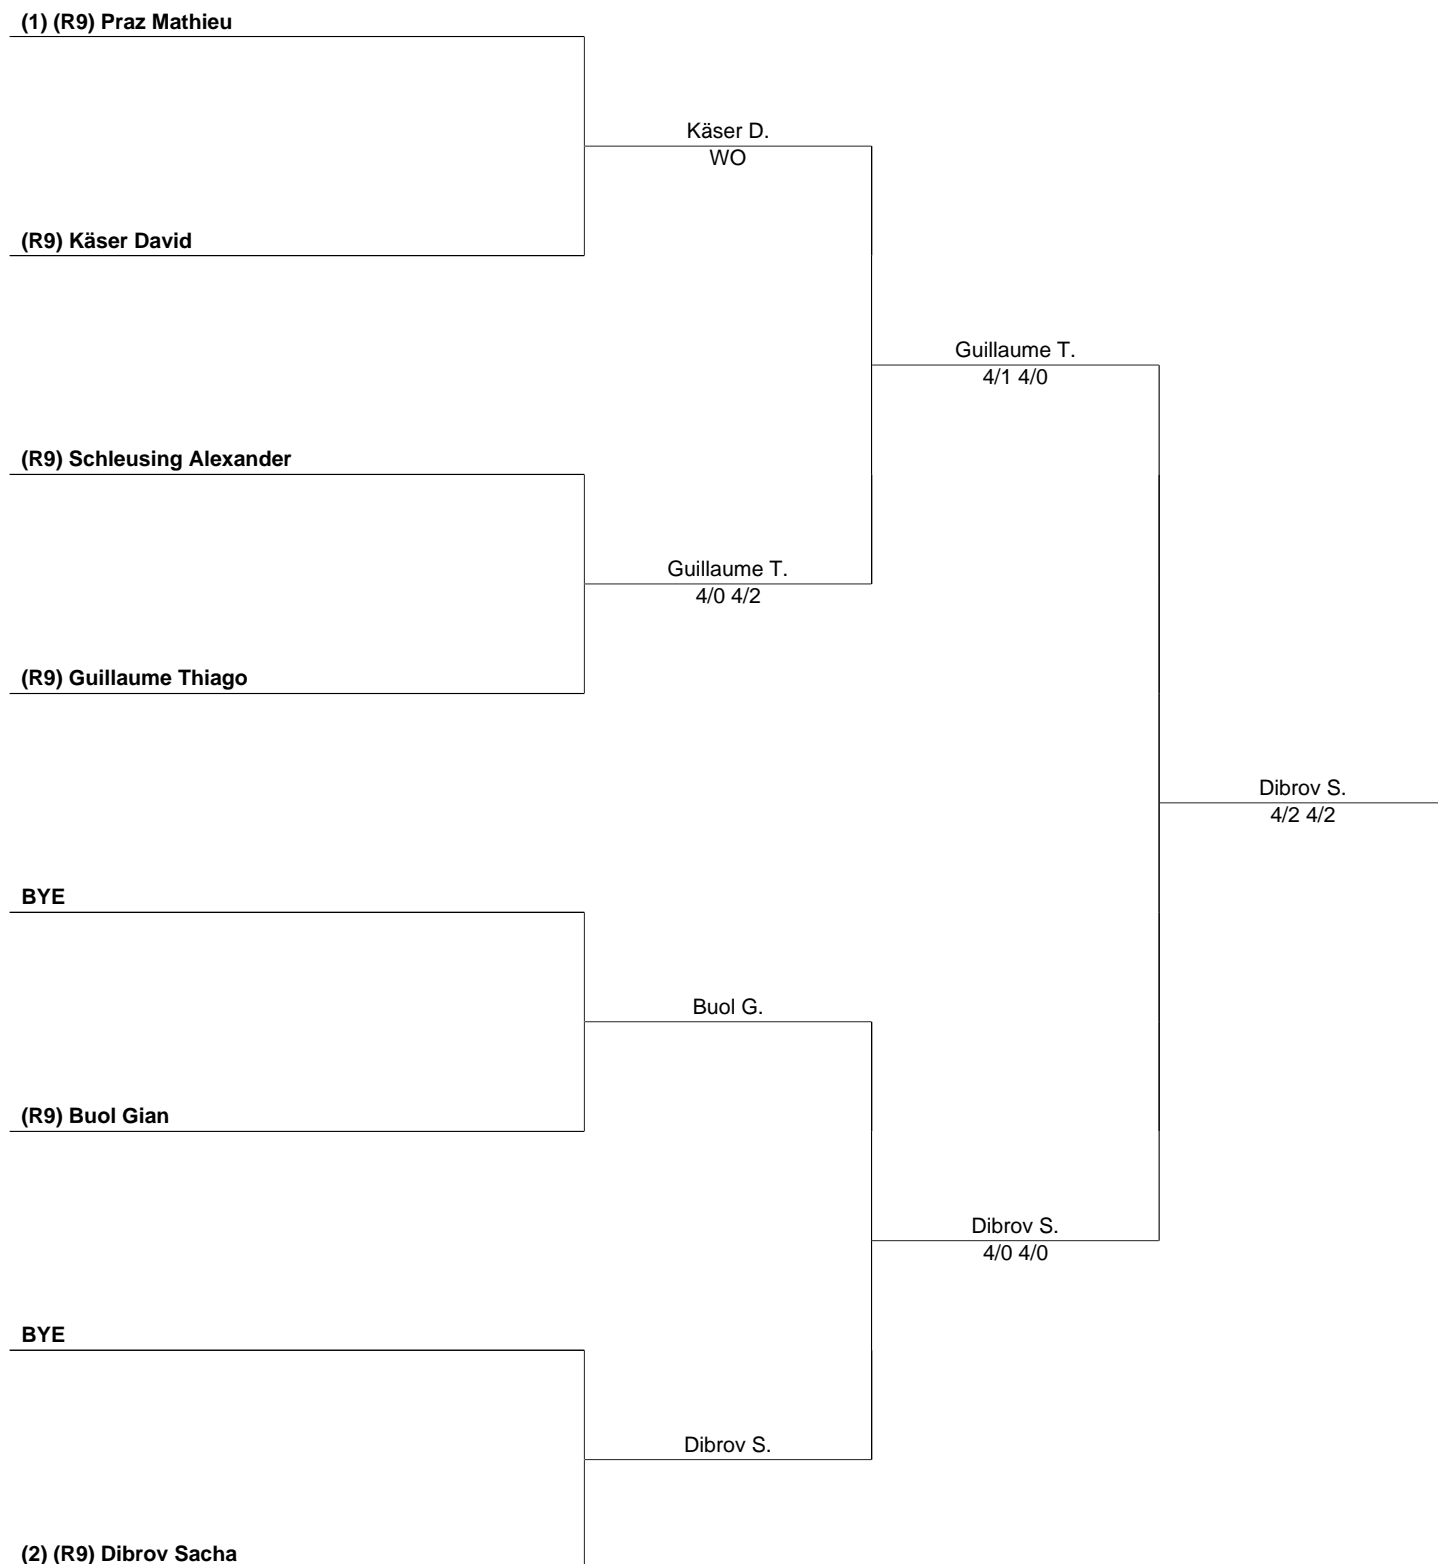 (1) (R9) Praz Mathieu
Käser D.
WO
(R9) Käser David
Guillaume T.
4/1 4/0
(R9) Schleusing Alexander
Guillaume T.
4/0 4/2
(R9) Guillaume Thiago
Dibrov S.
4/2 4/2
BYE
Buol G.
(R9) Buol Gian
Dibrov S.
4/0 4/0
BYE
Dibrov S.
(2) (R9) Dibrov Sacha